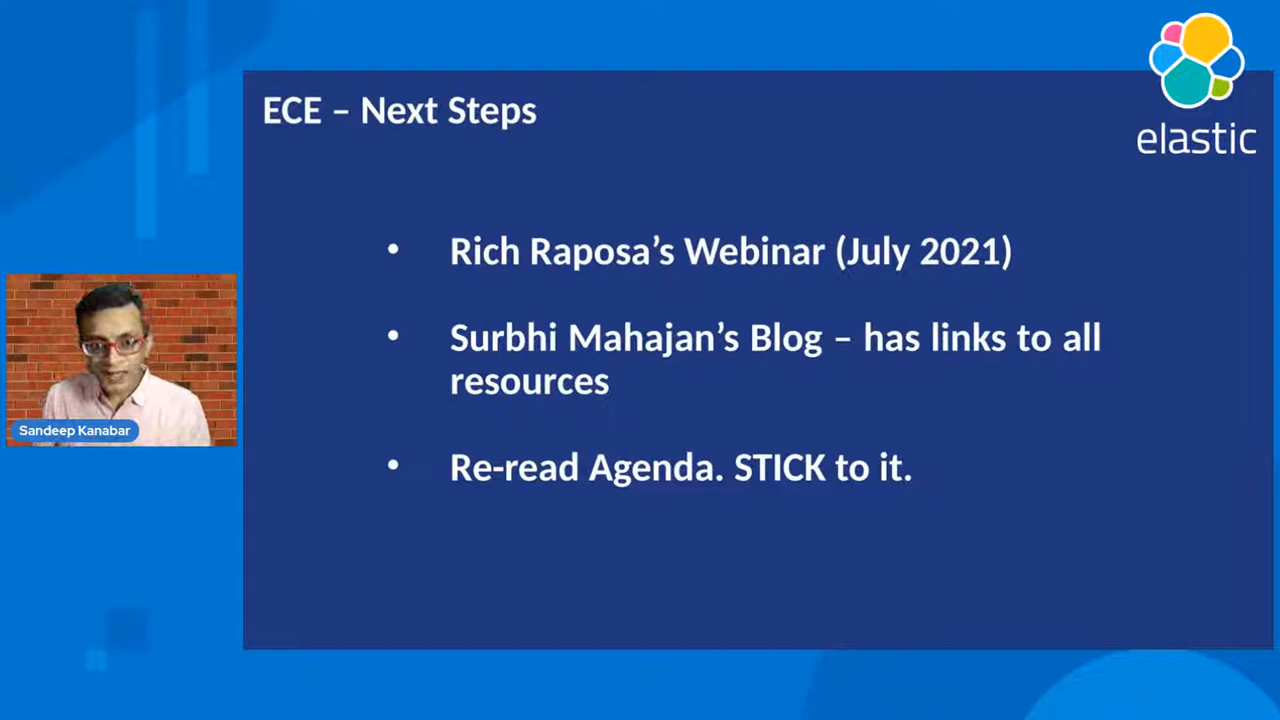 elastic
ECE – Next Steps
• Rich Raposa’s Webinar (July 2021)
• Surbhi Mahajan’s Blog – has links to all
resources
• Re-read Agenda. STICK to it.
Sandeep Kanabar